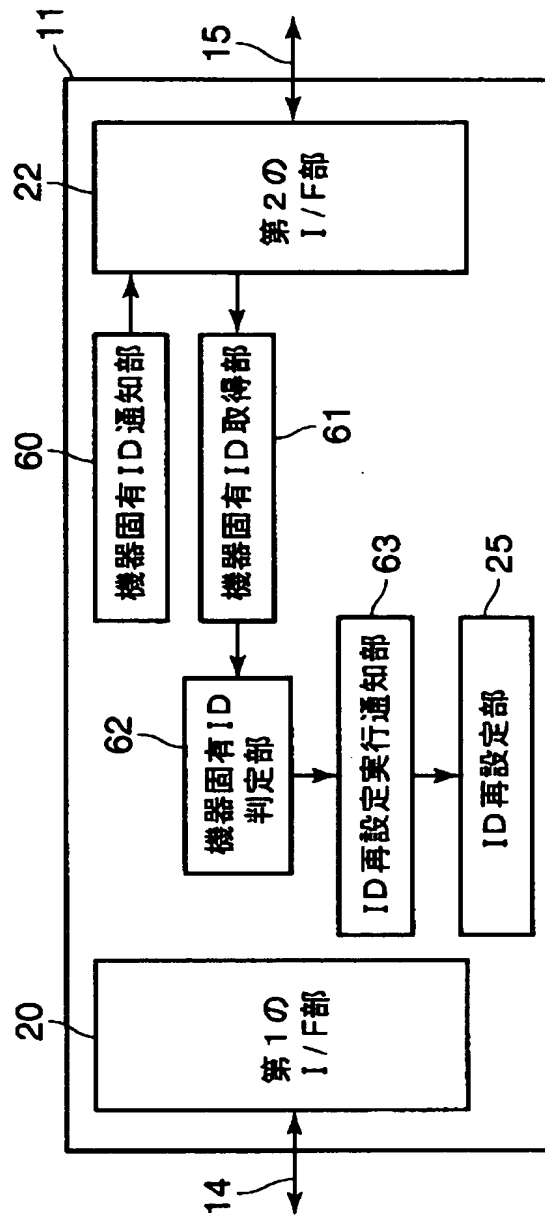 11
20
第1の
I/F部
14
60
機器固有ID通知部
機器固有ID取得部
61
62
機器固有ID
判定部
63
ID再設定実行通知部
25
ID再設定部
22
第2の
I/F部
15